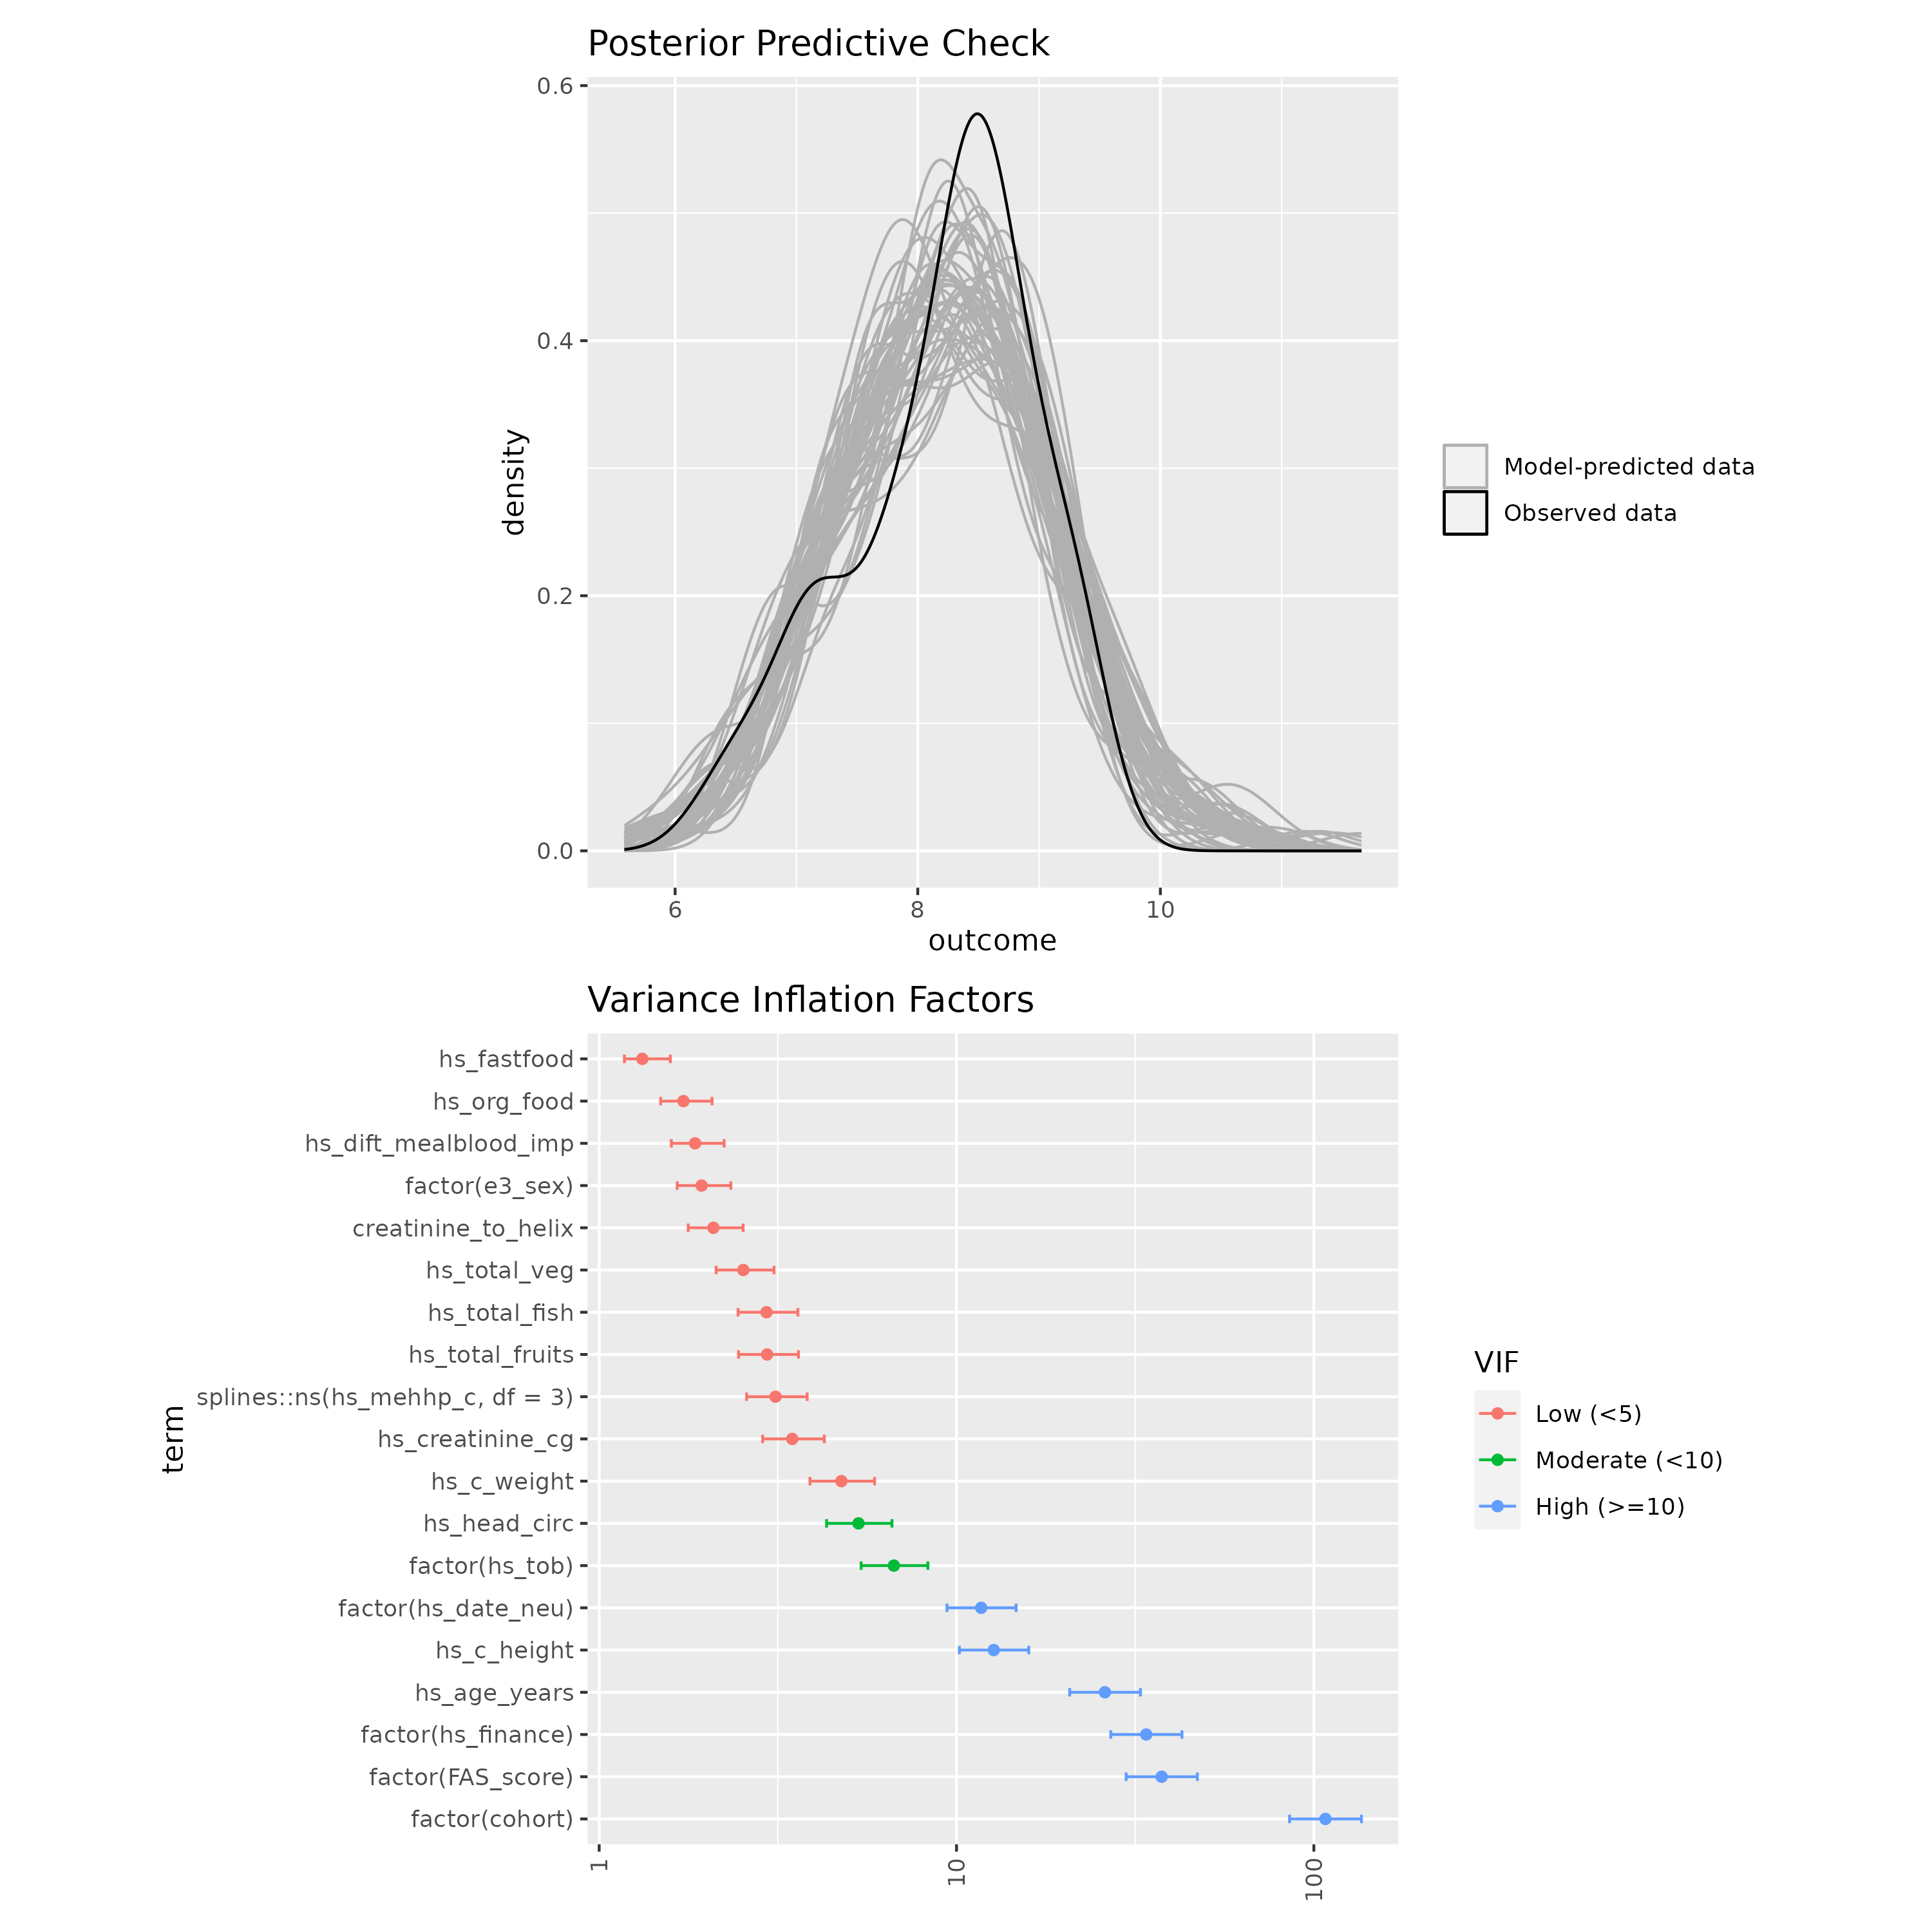 Posterior Predictive Check
0.6
0.4
0.2
0.0
density
6
8
10
outcome
Model-predicted data
Observed data
Variance Inflation Factors
hs_fastfood
hs_org_food
hs_dift_mealblood_imp
factor(e3_sex)
creatinine_to_helix
hs_total_veg
hs_total_fish
hs_total_fruits
splines::ns(hs_mehhp_c, df = 3)
hs_creatinine_cg
hs_c_weight
hs_head_circ
factor(hs_tob)
factor(hs_date_neu)
hs_c_height
hs_age_years
factor(hs_finance)
factor(FAS_score)
factor(cohort)
term
1
10
100
VIF
Low (<5)
Moderate (<10)
High (>=10)